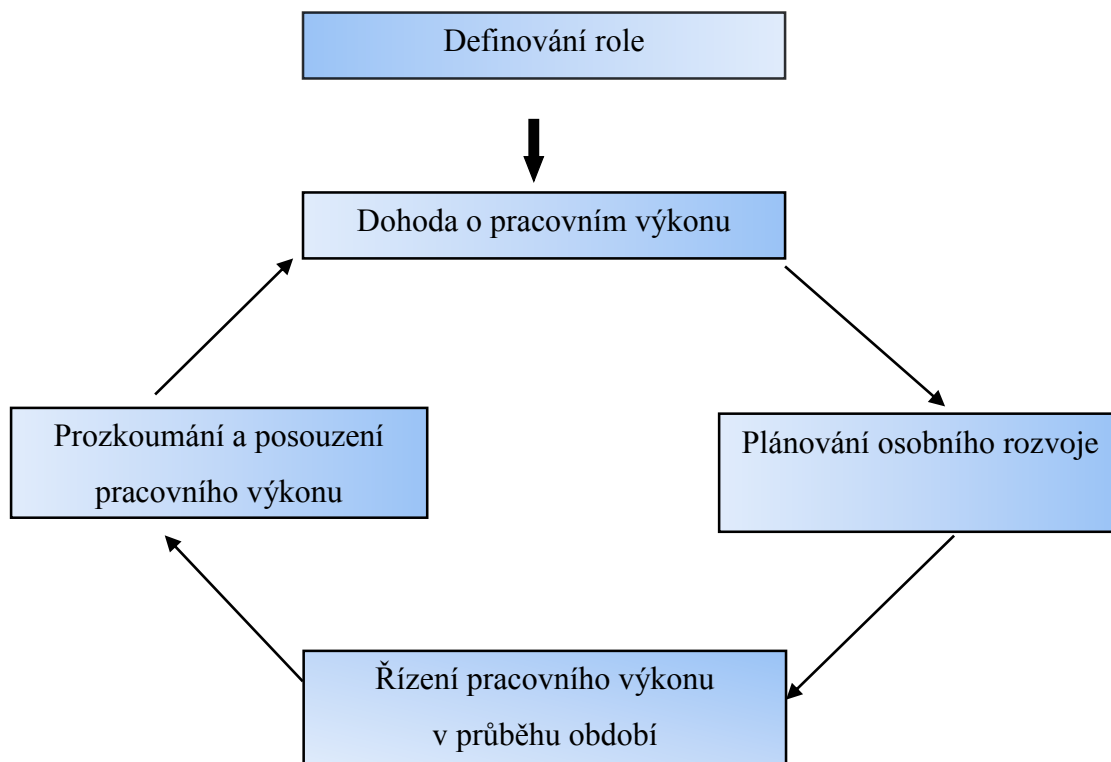 Definování role
Dohoda o pracovním výkonu
Prozkoumání a posouzení
pracovního výkonu
Plánování osobního rozvoje
Řízení pracovního výkonu
v průběhu období